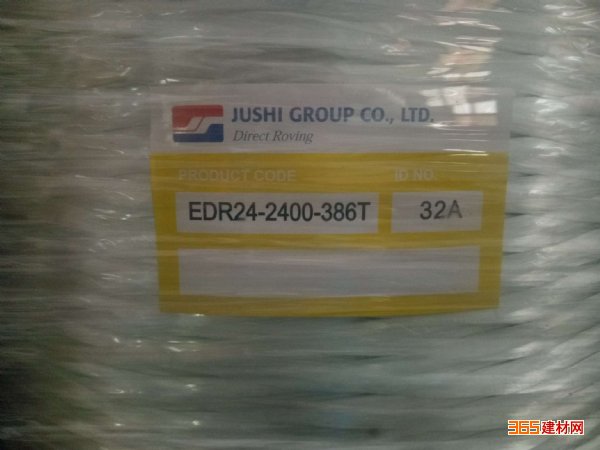 JUSHI GROUP CO., LTD.
Direct Roving
PRODUCT CODE ID NO.
EDR24-2400-386T 32A
365建材网